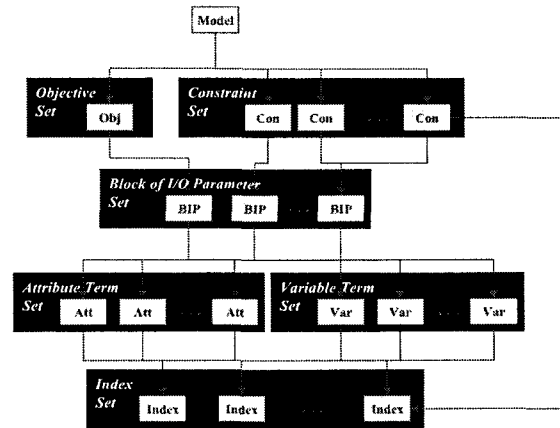 Model
Objective
Set
Obj
Constraint
Set
Con Con . . . Con
Block of I/O Parameter
Set
BIP BIP . . . BIP
Attribute Term
Set
Att Att . . . Att
Variable Term
Set
Var Var . . . Var
Index
Set
Index Index . . . Index